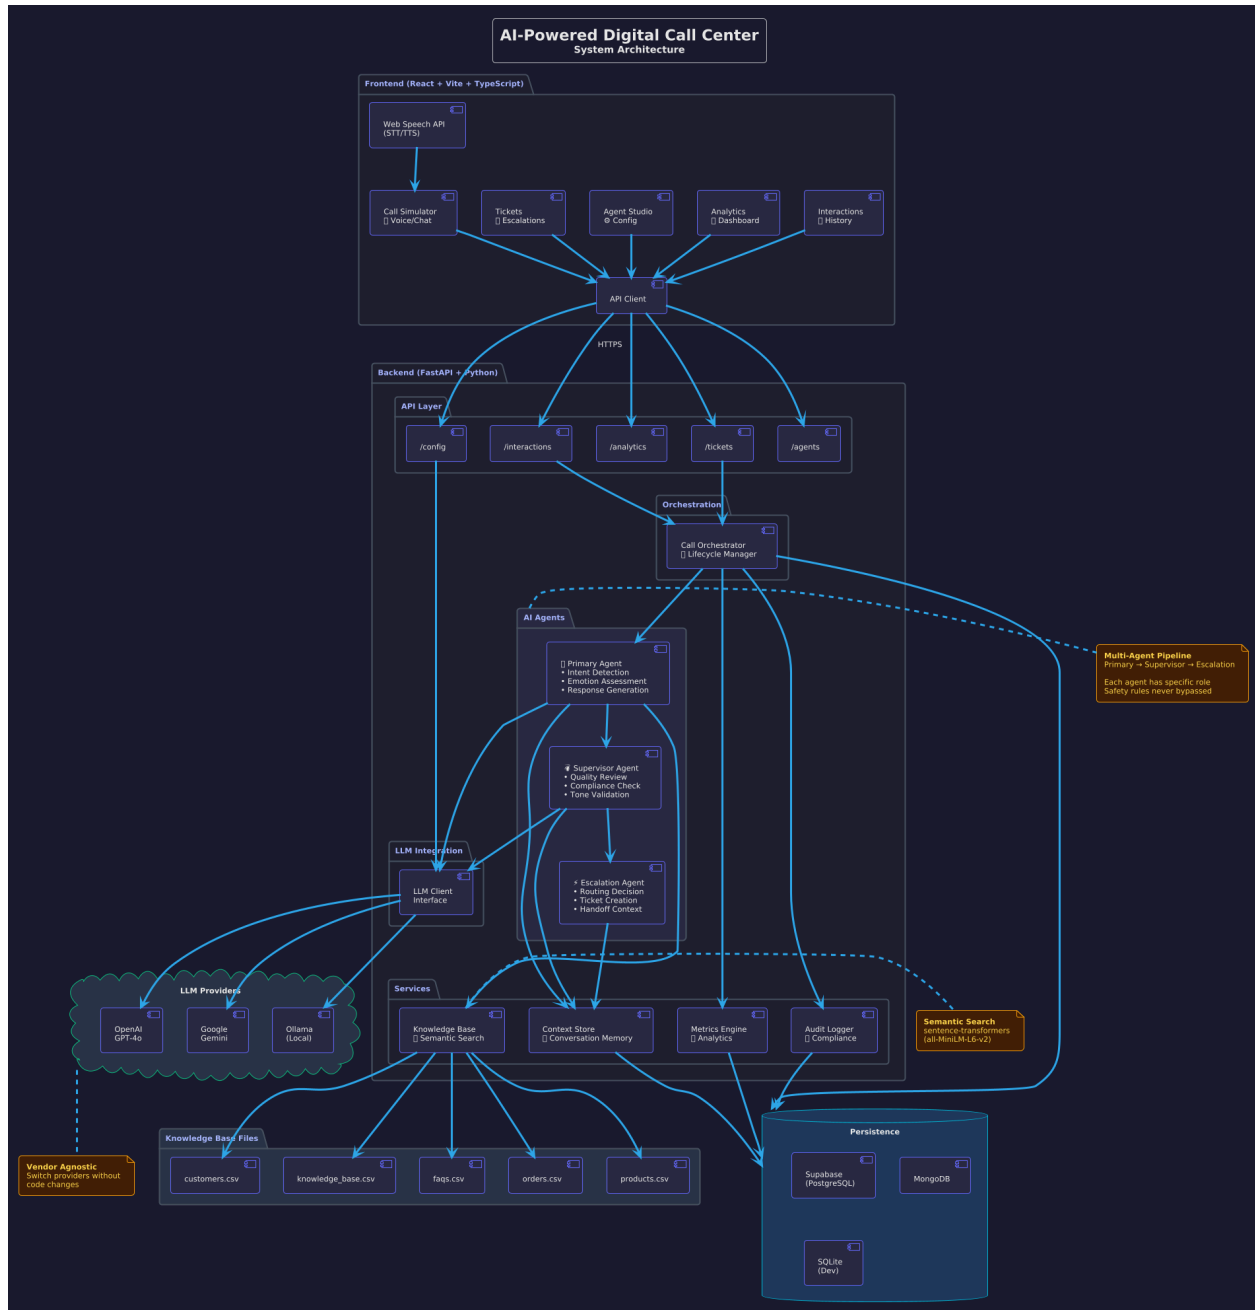 AI-Powered Digital Call Center
System Architecture
Frontend (React + Vite + TypeScript)
Web Speech API
(STT/TTS)
Call Simulator
Voice/Chat
Tickets
Escalations
Agent Studio
⚙ Config
Analytics
Dashboard
Interactions
History
API Client
HTTPS
Backend (FastAPI + Python)
API Layer
/config
/interactions
/analytics
/tickets
/agents
Orchestration
Call Orchestrator
Lifecycle Manager
AI Agents
Primary Agent
• Intent Detection
• Emotion Assessment
• Response Generation
Multi-Agent Pipeline
Primary → Supervisor → Escalation
Each agent has specific role
Safety rules never bypassed
Supervisor Agent
• Quality Review
• Compliance Check
• Tone Validation
LLM Integration
LLM Client
Interface
⚡ Escalation Agent
• Routing Decision
• Ticket Creation
• Handoff Context
LLM Providers
OpenAI
GPT-4o
Google
Gemini
Ollama
(Local)
Services
Knowledge Base
Semantic Search
Context Store
Conversation Memory
Metrics Engine
Analytics
Audit Logger
Compliance
Semantic Search
sentence-transformers
(all-MiniLM-L6-v2)
Vendor Agnostic
Switch providers without
code changes
Knowledge Base Files
customers.csv
knowledge_base.csv
faqs.csv
orders.csv
products.csv
Persistence
Supabase
(PostgreSQL)
MongoDB
SQLite
(Dev)